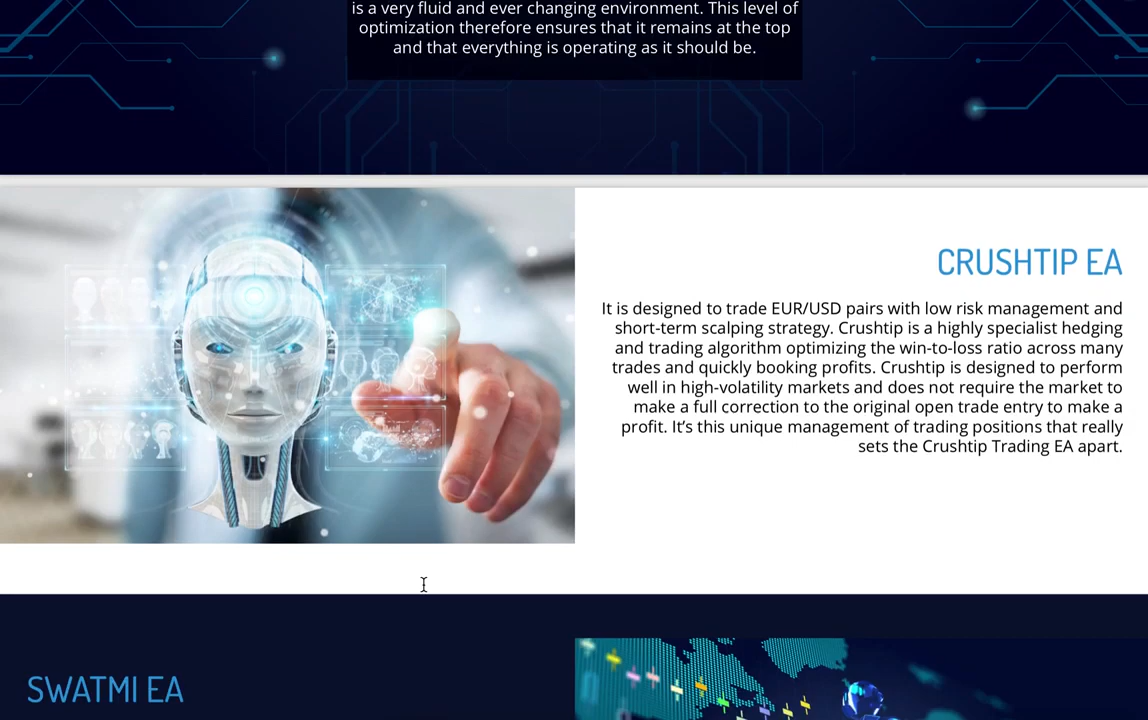 is a very fluid and ever changing environment. This level of
optimization therefore ensures that it remains at the top
and that everything is operating as it should be.
CRUSHTIP EA
It is designed to trade EUR/USD pairs with low risk management and
short-term scalping strategy. Crushtip is a highly specialist hedging
and trading algorithm optimizing the win-to-loss ratio across many
trades and quickly booking profits. Crushtip is designed to perform
well in high-volatility markets and does not require the market to
make a full correction to the original open trade entry to make a
profit. It’s this unique management of trading positions that really
sets the Crushtip Trading EA apart.
SWATMI EA